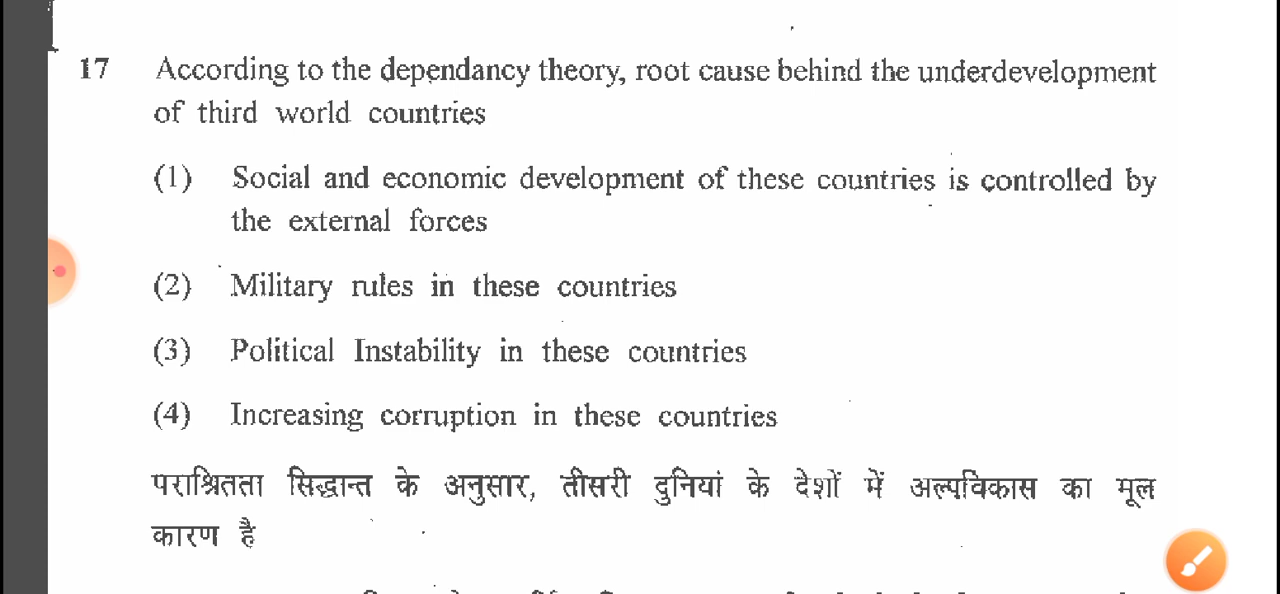 17 According to the dependancy theory, root cause behind the underdevelopment
of third world countries
(1) Social and economic development of these countries is controlled by
the external forces
(2) Military rules in these countries
(3) Political Instability in these countries
(4) Increasing corruption in these countries
पराश्रितता सिद्धान्त के अनुसार, तीसरी दुनियां के देशों में अल्पविकास का मूल
कारण है